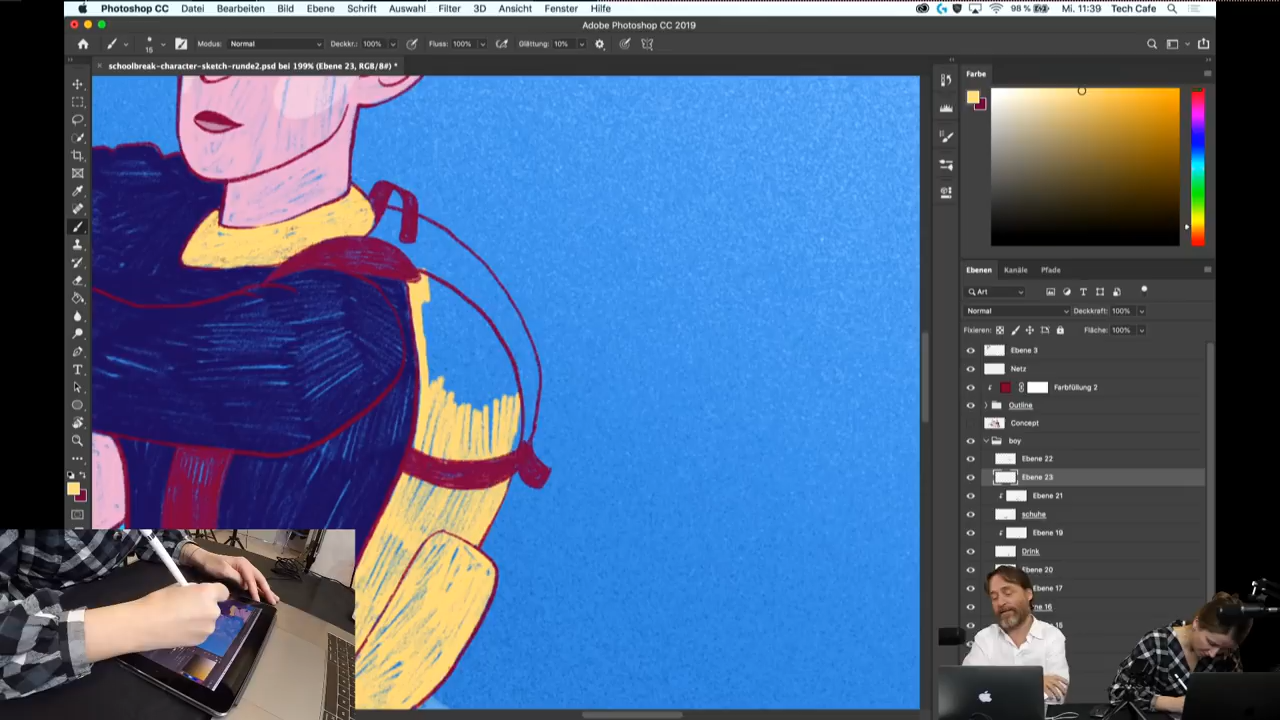 Photoshop CC Datei Bearbeiten Bild Ebene Schrift Auswahl Filter 3D Ansicht Fenster Hilfe 98 % Mi. 11:39 Tech Cafe
Adobe Photoshop CC 2019
15 Modus: Normal Deckkr.: 100% Fluss: 100% Glättung: 10%
schoolbreak-character-sketch-runde2.psd bei 199% (Ebene 23, RGB/8#) *
Farbe
Ebenen Kanäle Pfade
Art
Normal Deckkraft: 100%
Fixieren: Fläche: 100%
Ebene 3
Netz
Farbfüllung 2
Outline
Concept
boy
Ebene 22
Ebene 23
Ebene 21
schuhe
Ebene 19
Drink
Ebene 20
Ebene 17